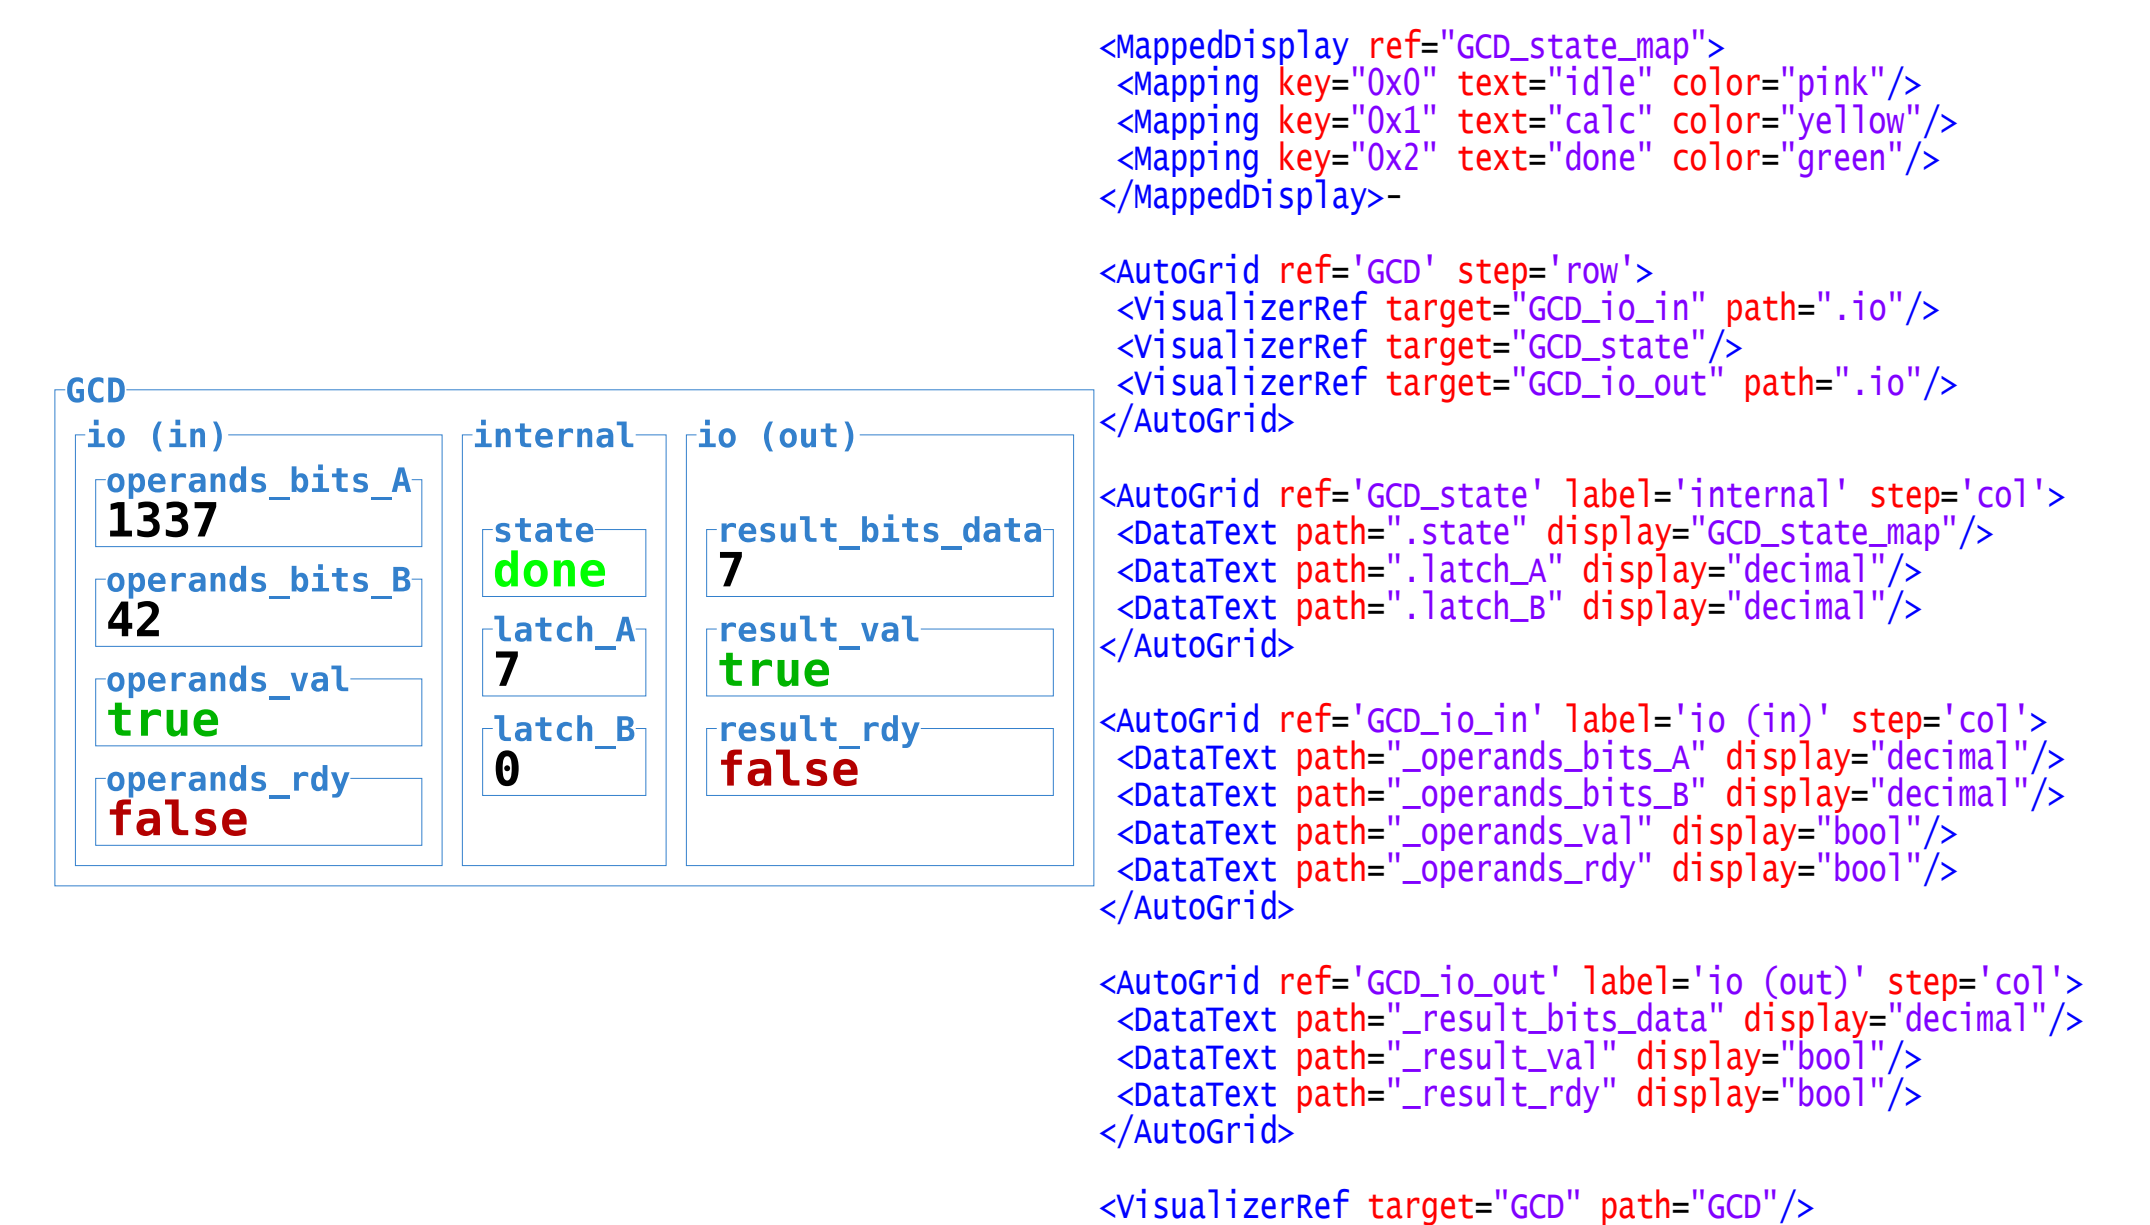 GCD
io (in)
operands_bits_A
1337
operands_bits_B
42
operands_val
true
operands_rdy
false
internal
state
done
latch_A
7
latch_B
0
io (out)
result_bits_data
7
result_val
true
result_rdy
false
<MappedDisplay ref="GCD_state_map">
 <Mapping key="0x0" text="idle" color="pink"/>
 <Mapping key="0x1" text="calc" color="yellow"/>
 <Mapping key="0x2" text="done" color="green"/>
</MappedDisplay>-
<AutoGrid ref='GCD' step='row'>
 <VisualizerRef target="GCD_io_in" path=".io"/>
 <VisualizerRef target="GCD_state"/>
 <VisualizerRef target="GCD_io_out" path=".io"/>
</AutoGrid>
<AutoGrid ref='GCD_state' label='internal' step='col'>
 <DataText path=".state" display="GCD_state_map"/>
 <DataText path=".latch_A" display="decimal"/>
 <DataText path=".latch_B" display="decimal"/>
</AutoGrid>
<AutoGrid ref='GCD_io_in' label='io (in)' step='col'>
 <DataText path="_operands_bits_A" display="decimal"/>
 <DataText path="_operands_bits_B" display="decimal"/>
 <DataText path="_operands_val" display="bool"/>
 <DataText path="_operands_rdy" display="bool"/>
</AutoGrid>
<AutoGrid ref='GCD_io_out' label='io (out)' step='col'>
 <DataText path="_result_bits_data" display="decimal"/>
 <DataText path="_result_val" display="bool"/>
 <DataText path="_result_rdy" display="bool"/>
</AutoGrid>
<VisualizerRef target="GCD" path="GCD"/>